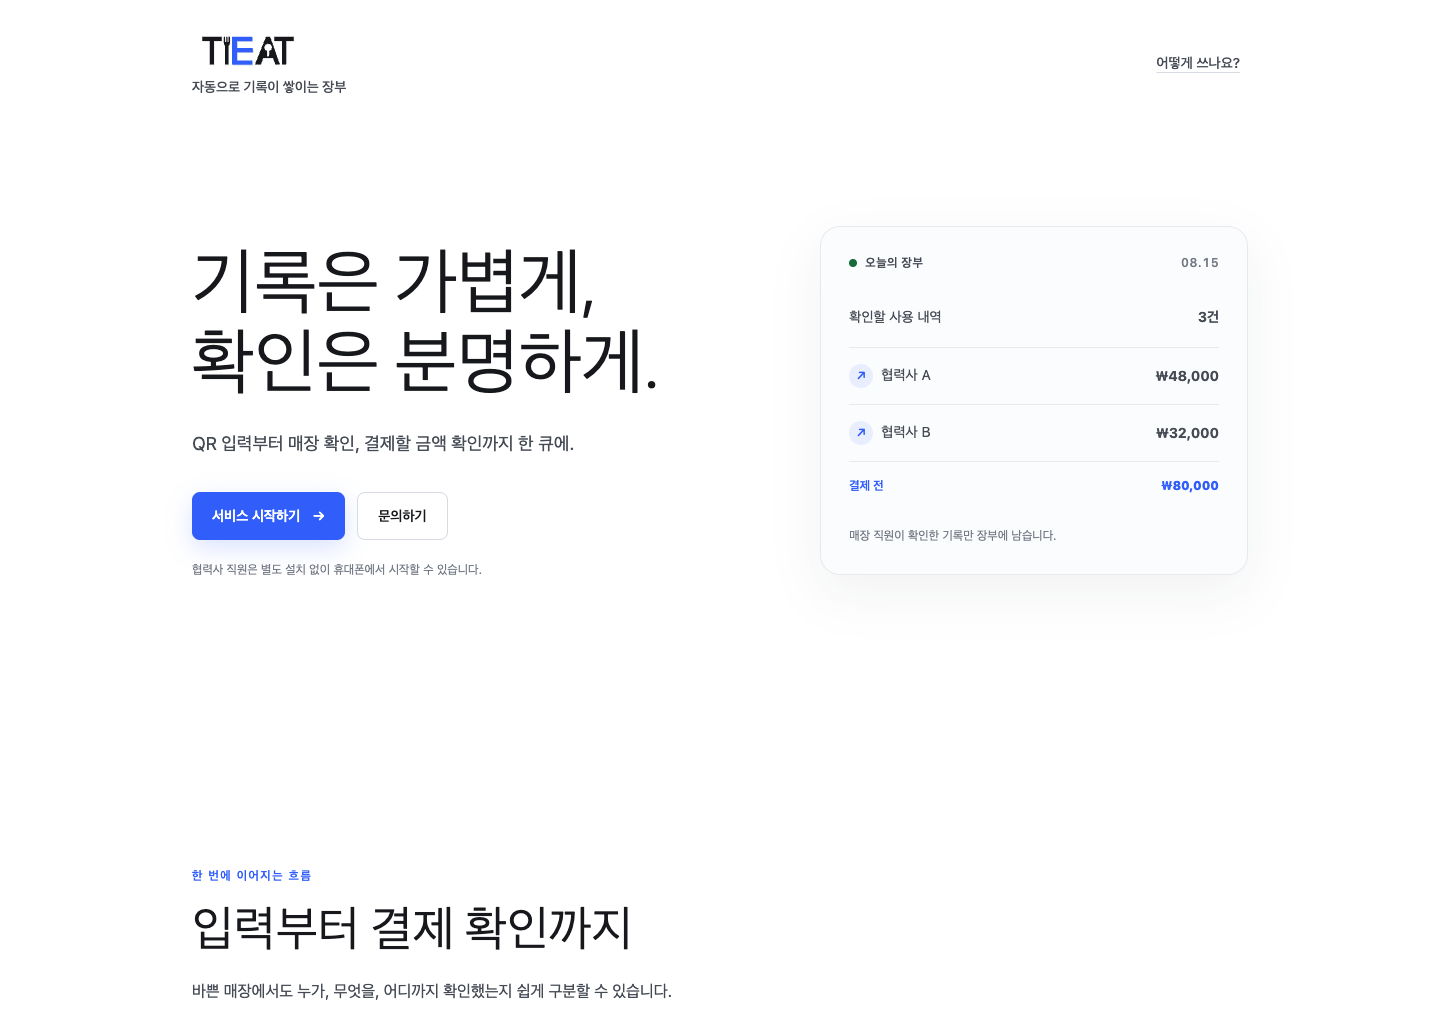 TIEAT
자동으로 기록이 쌓이는 장부
어떻게 쓰나요?
기록은 가볍게,
확인은 분명하게.
QR 입력부터 매장 확인, 결제할 금액 확인까지 한 큐에.
서비스 시작하기 →
문의하기
협력사 직원은 별도 설치 없이 휴대폰에서 시작할 수 있습니다.
오늘의 장부 08.15
확인할 사용 내역 3건
협력사 A ₩48,000
협력사 B ₩32,000
결제 전 ₩80,000
매장 직원이 확인한 기록만 장부에 남습니다.
한 번에 이어지는 흐름
입력부터 결제 확인까지
바쁜 매장에서도 누가, 무엇을, 어디까지 확인했는지 쉽게 구분할 수 있습니다.